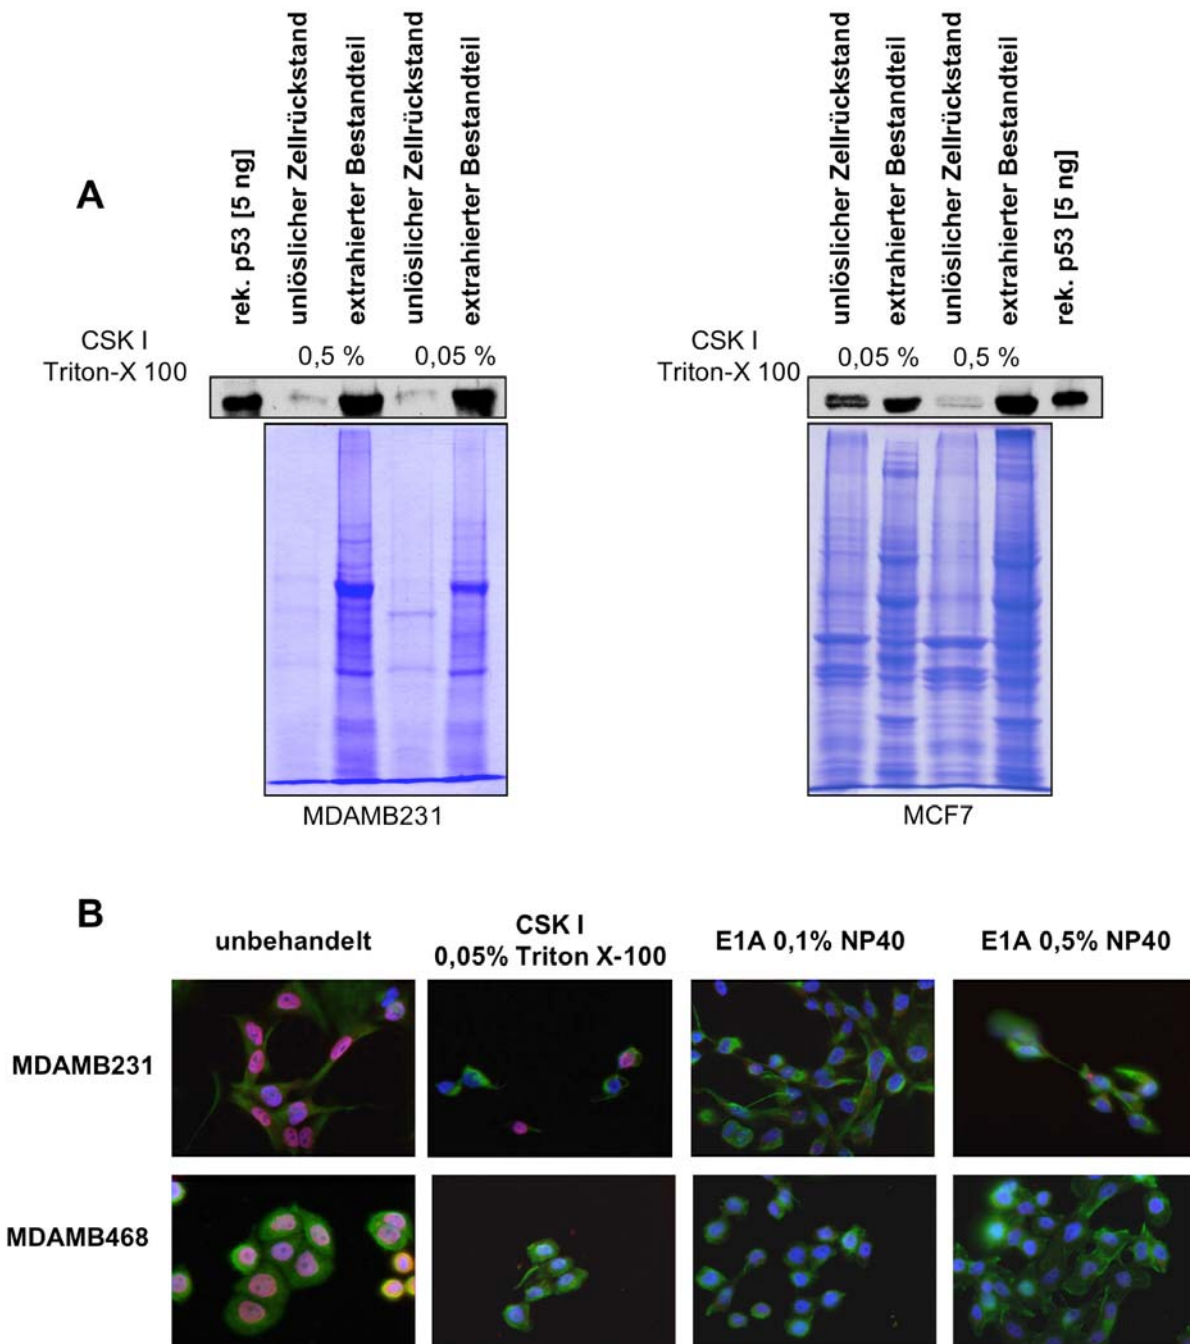 A
rek. p53 [5 ng]
unlöslicher Zellrückstand
extrahierter Bestandteil
unlöslicher Zellrückstand
extrahierter Bestandteil
CSK I
Triton-X 100
0,5 %
0,05 %
MDAMB231
unlöslicher Zellrückstand
extrahierter Bestandteil
unlöslicher Zellrückstand
extrahierter Bestandteil
rek. p53 [5 ng]
CSK I
Triton-X 100
0,05 %
0,5 %
MCF7
B
unbehandelt
CSK I
0,05% Triton X-100
E1A 0,1% NP40
E1A 0,5% NP40
MDAMB231
MDAMB468